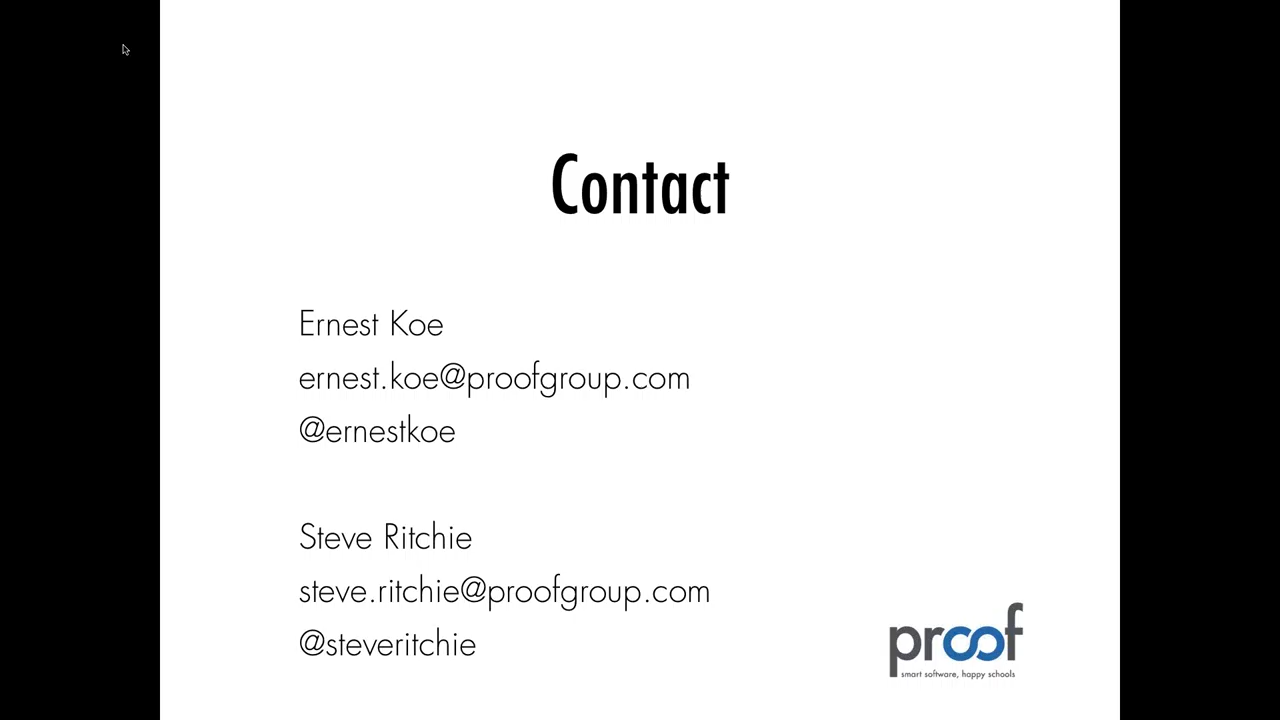 Contact
Ernest Koe
ernest.koe@proofgroup.com
@ernestkoe
Steve Ritchie
steve.ritchie@proofgroup.com
@steveritchie
proof
smart software, happy schools